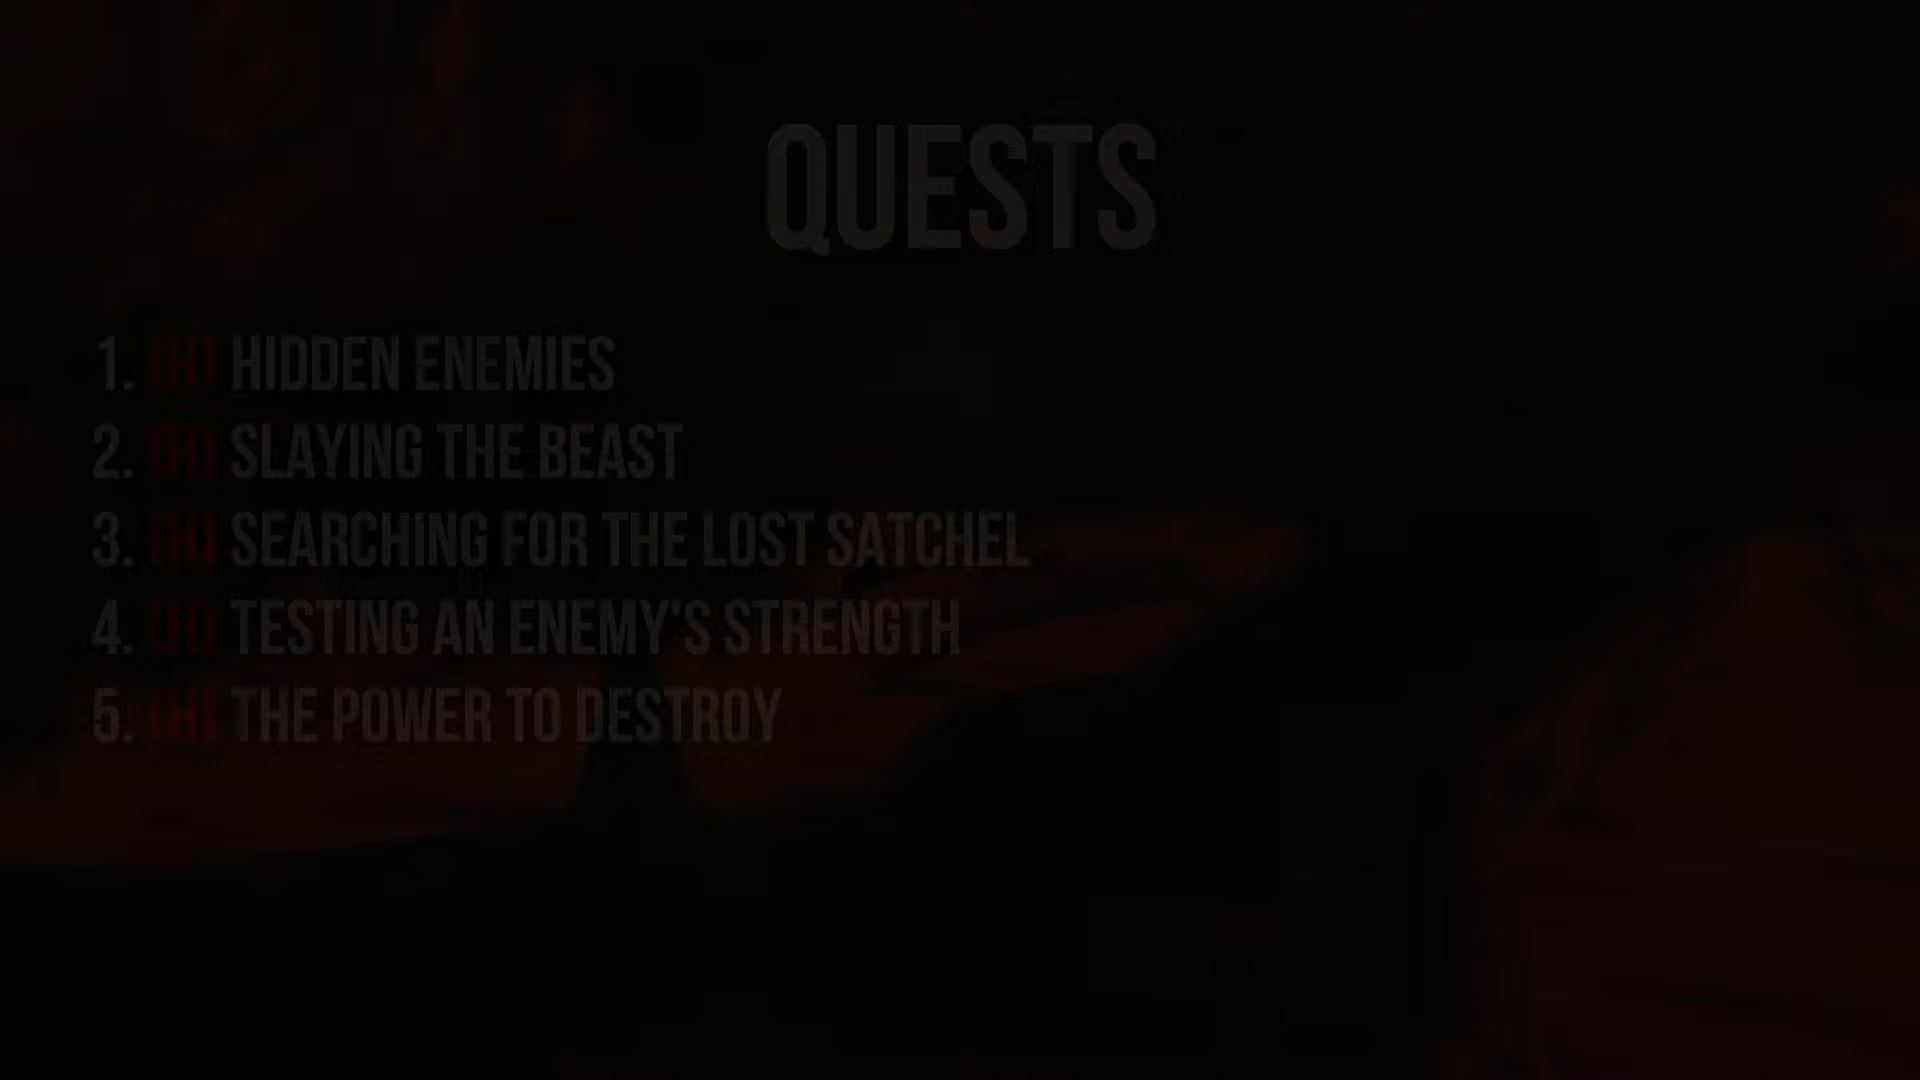 QUESTS
1. (H) HIDDEN ENEMIES
2. (H) SLAYING THE BEAST
3. (H) SEARCHING FOR THE LOST SATCHEL
4. (H) TESTING AN ENEMY'S STRENGTH
5. (H) THE POWER TO DESTROY